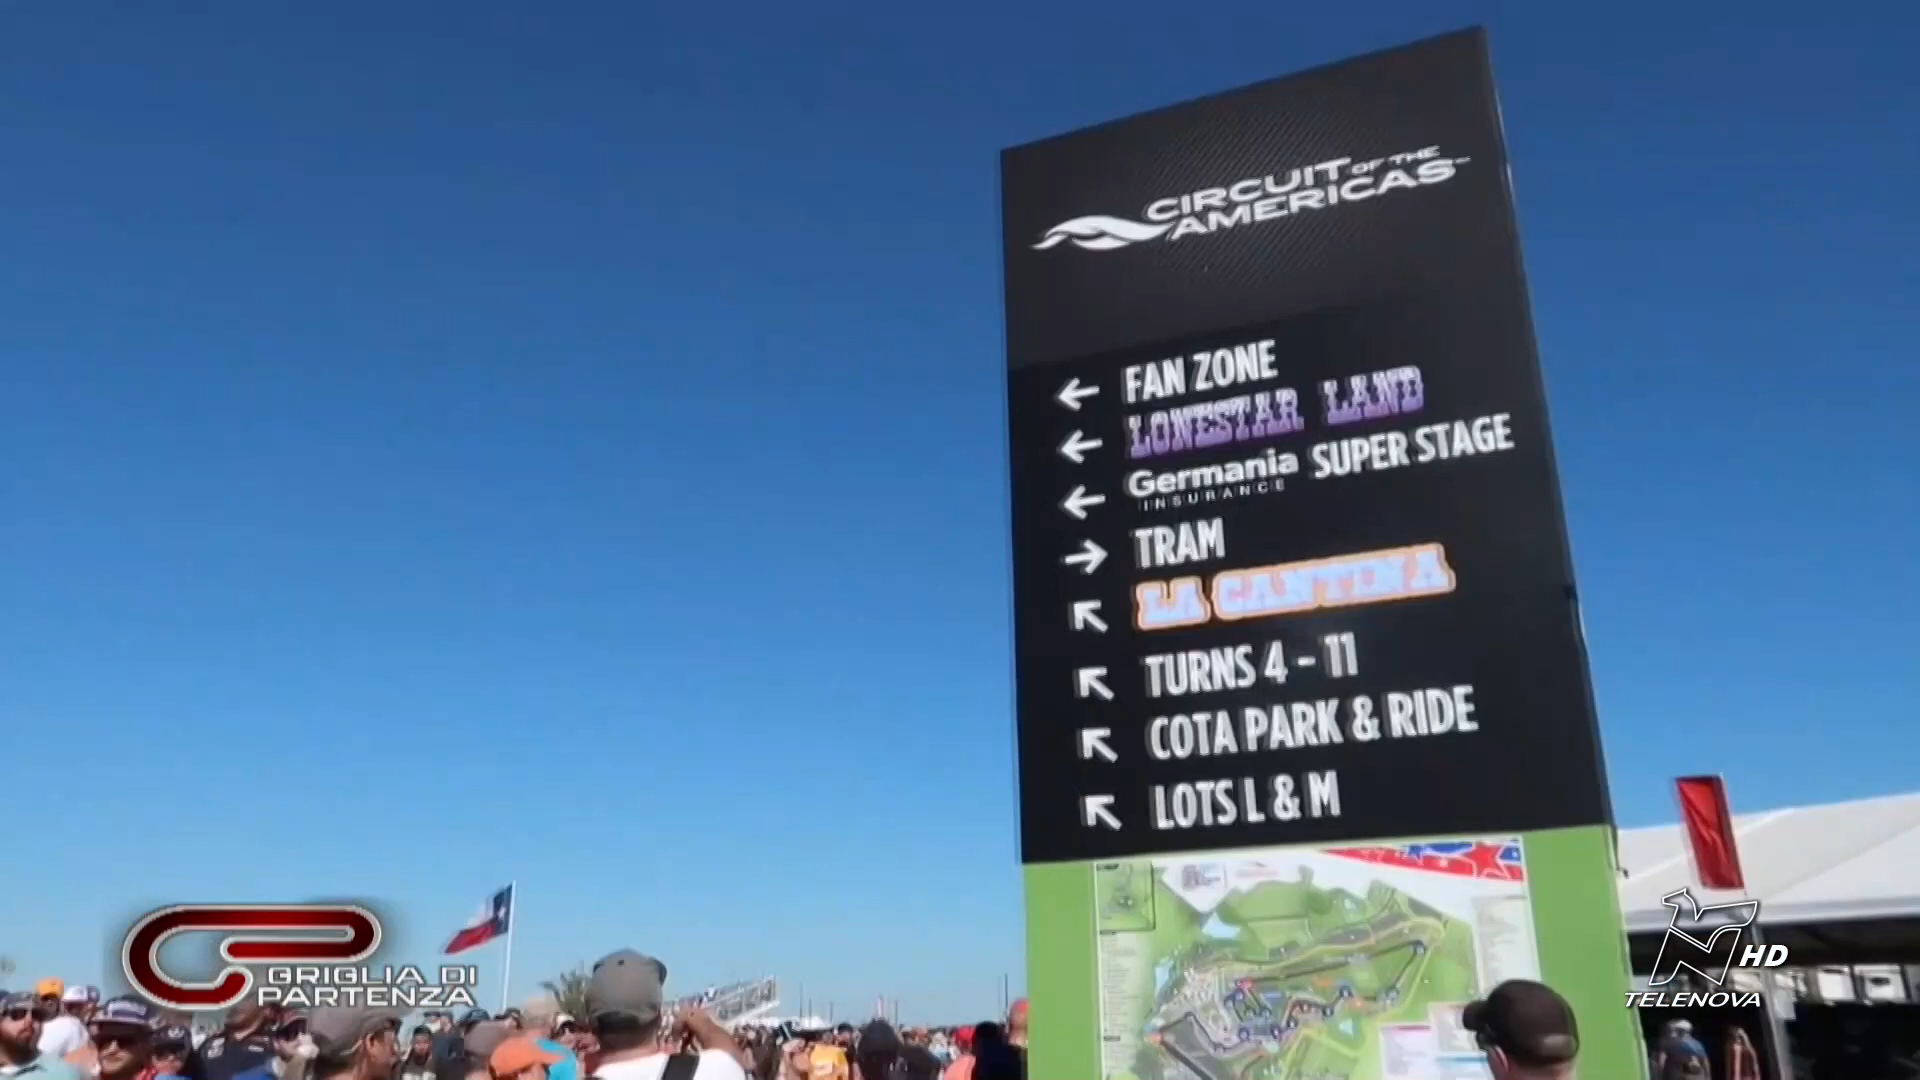 CIRCUIT OF THE
AMERICAS
← FAN ZONE
← LONESTAR LAND
← Germania INSURANCE SUPER STAGE
→ TRAM
↖ LA CANTINA
↖ TURNS 4 - 11
↖ COTA PARK & RIDE
↖ LOTS L & M
GRIGLIA DI
PARTENZA
HD
TELENOVA